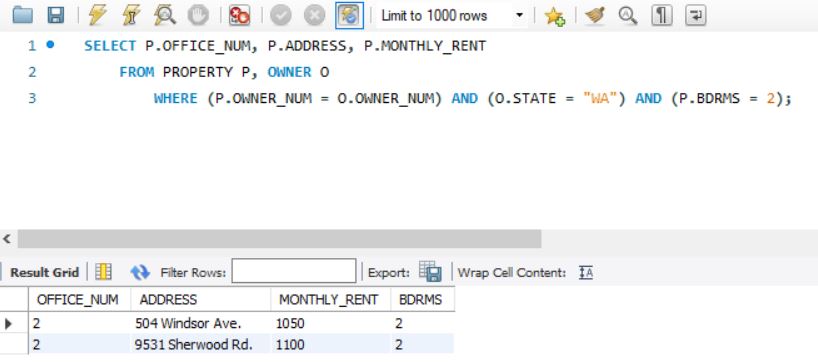 Limit to 1000 rows
1 SELECT P.OFFICE_NUM, P.ADDRESS, P.MONTHLY_RENT
2 FROM PROPERTY P, OWNER O
3 WHERE (P.OWNER_NUM = O.OWNER_NUM) AND (O.STATE = "WA") AND (P.BDRMS = 2);
Result Grid Filter Rows: Export: Wrap Cell Content: IA
OFFICE_NUM ADDRESS MONTHLY_RENT BDRMS
2 504 Windsor Ave. 1050 2
2 9531 Sherwood Rd. 1100 2